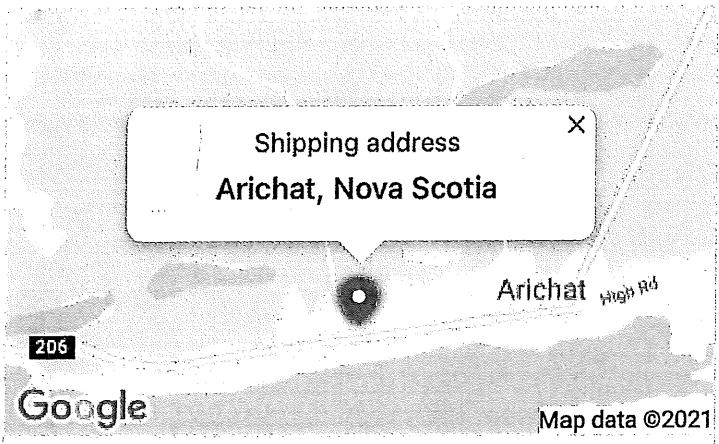 Shipping address
Arichat, Nova Scotia
Arichat
High Rd
206
Google
Map data ©2021